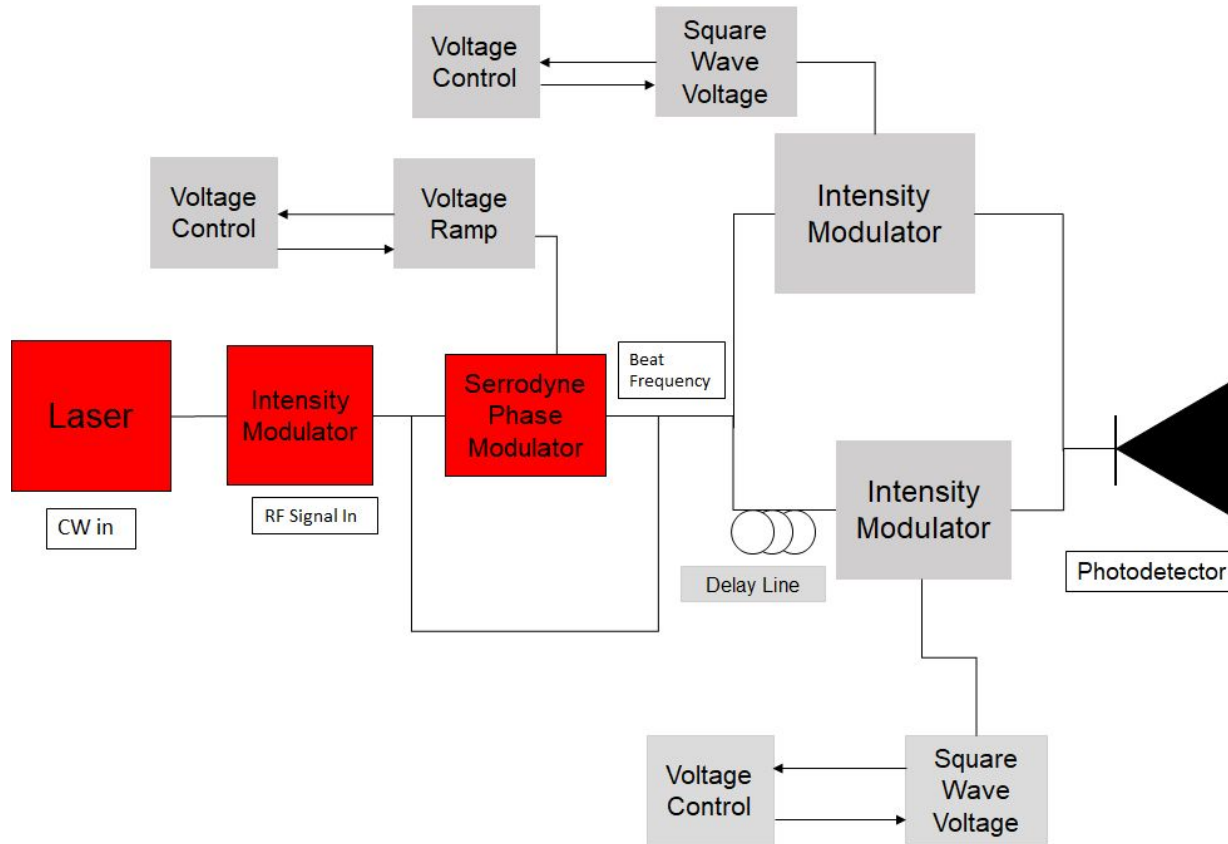 Voltage
Control
Square
Wave
Voltage
Voltage
Control
Voltage
Ramp
Intensity
Modulator
Laser
Intensity
Modulator
Serrodyne
Phase
Modulator
Beat
Frequency
CW in
RF Signal In
Intensity
Modulator
Delay Line
Photodetector
Voltage
Control
Square
Wave
Voltage